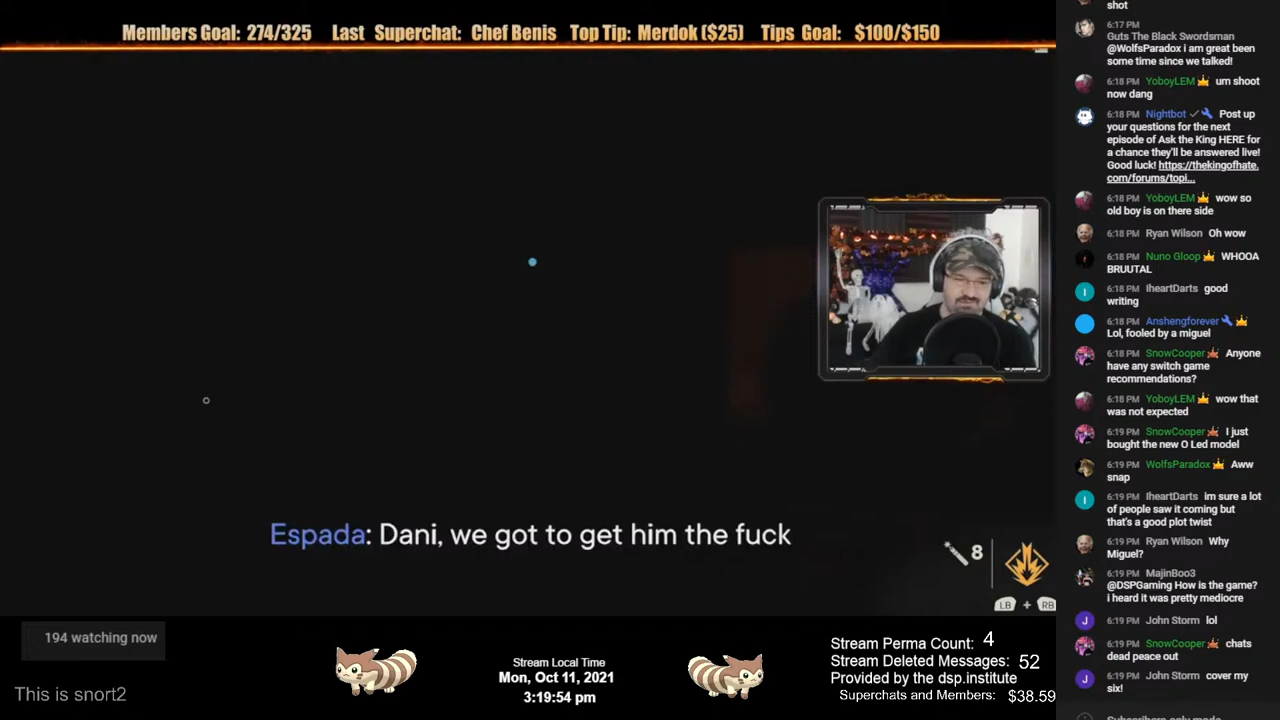 Members Goal: 274/325 Last Superchat: Chef Benis Top Tip: Merdok ($25) Tips Goal: $100/$150
shot
6:17 PM
Guts The Black Swordsman
@WolfsParadox i am great been
some time since we talked!
6:18 PM YoboyLEM um shoot
now dang
6:18 PM Nightbot Post up
your questions for the next
episode of Ask the King HERE for
a chance they'll be answered live!
Good luck! https://thekingofhate.
com/forums/topi...
6:18 PM YoboyLEM wow so
old boy is on there side
6:18 PM Ryan Wilson Oh wow
6:18 PM Nuno Gloop WHOOA
BRUUTAL
6:18 PM IheartDarts good
writing
6:18 PM Anshengforever
Lol, fooled by a miguel
6:18 PM SnowCooper Anyone
have any switch game
recommendations?
6:18 PM YoboyLEM wow that
was not expected
6:19 PM SnowCooper I just
bought the new O Led model
6:19 PM WolfsParadox Aww
snap
6:19 PM IheartDarts im sure a lot
of people saw it coming but
that's a good plot twist
6:19 PM Ryan Wilson Why
Miguel?
6:19 PM MajinBoo3
@DSPGaming How is the game?
i heard it was pretty mediocre
6:19 PM John Storm lol
6:19 PM SnowCooper chats
dead peace out
6:19 PM John Storm cover my
six!
Subscribers-only mode
Espada: Dani, we got to get him the fuck
8
LB + RB
194 watching now
This is snort2
Stream Local Time
Mon, Oct 11, 2021
3:19:54 pm
Stream Perma Count: 4
Stream Deleted Messages: 52
Provided by the dsp.institute
Superchats and Members: $38.59